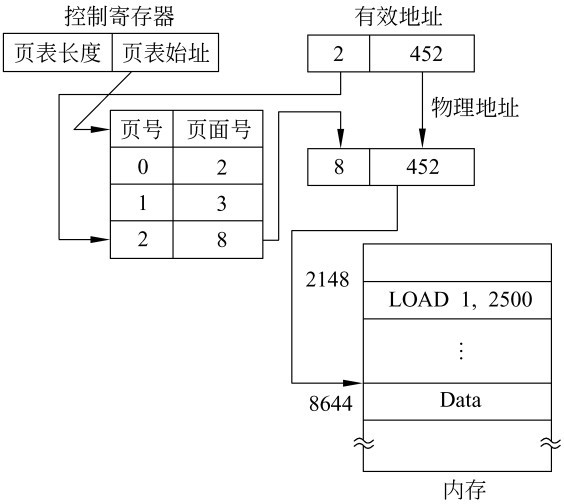 控制寄存器
页表长度 页表始址
有效地址
2 452
物理地址
8 452
页号 页面号
0 2
1 3
2 8
2148
LOAD 1, 2500
⋮
8644
Data
内存